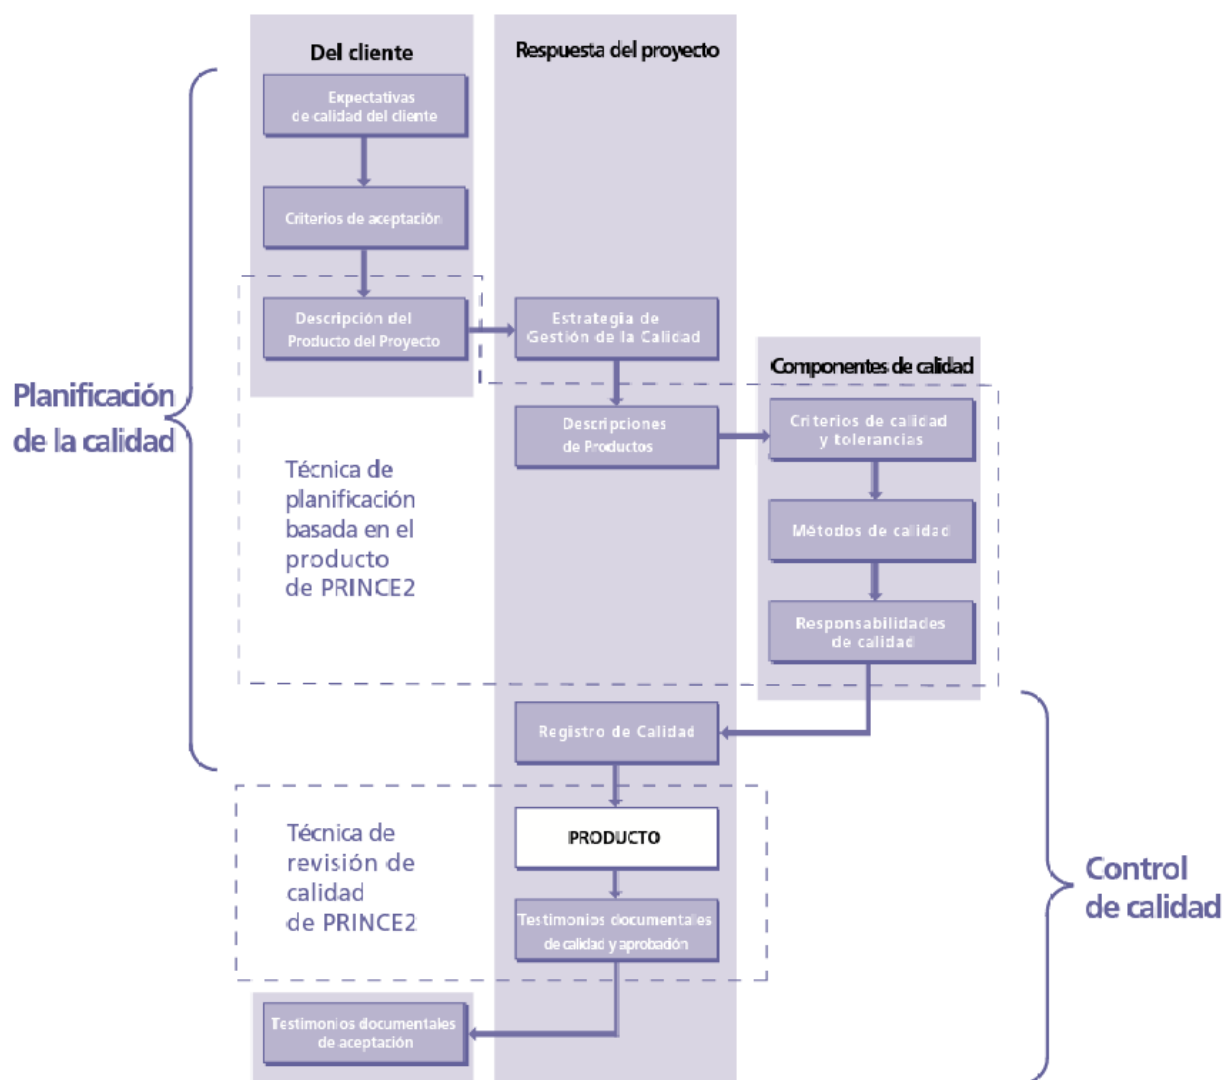 Del cliente
Respuesta del proyecto
Expectativas
de calidad del cliente
Criterios de aceptación
Descripción del
Producto del Proyecto
Estrategia de
Gestión de la Calidad
Componentes de calidad
Planificación
de la calidad
Descripciones
de Productos
Criterios de calidad
y tolerancias
Técnica de
planificación
basada en el
producto
de PRINCE2
Métodos de calidad
Responsabilidades
de calidad
Registro de Calidad
PRODUCTO
Técnica de
revisión de
calidad
de PRINCE2
Control
de calidad
Testimonios documentales
de calidad y aprobación
Testimonios documentales
de aceptación